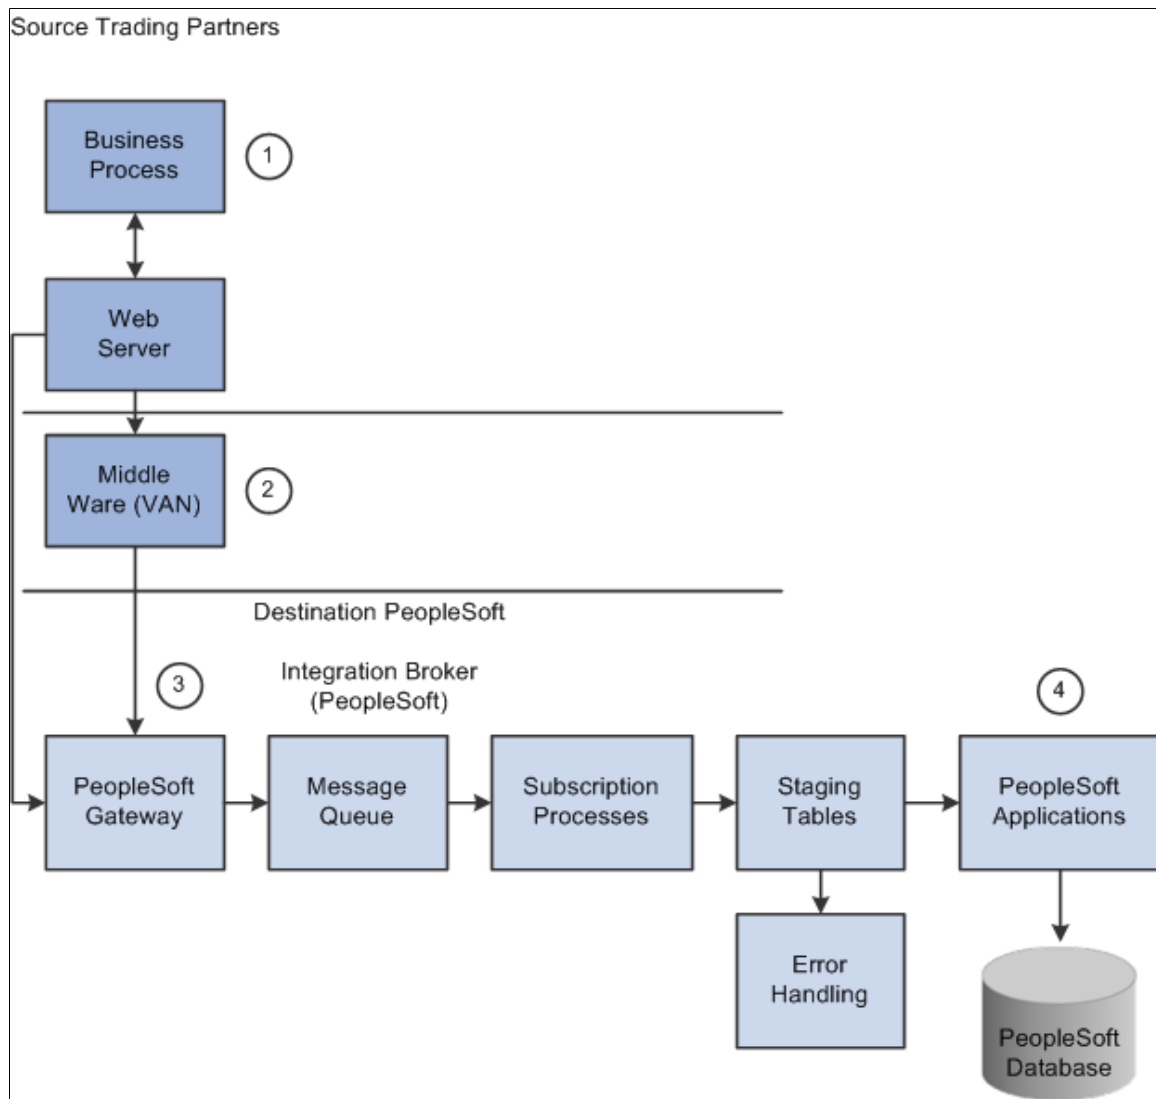 Source Trading Partners
Business
Process
1
Web
Server
Middle
Ware (VAN)
2
Destination PeopleSoft
Integration Broker
(PeopleSoft)
3
4
PeopleSoft
Gateway
Message
Queue
Subscription
Processes
Staging
Tables
PeopleSoft
Applications
Error
Handling
PeopleSoft
Database